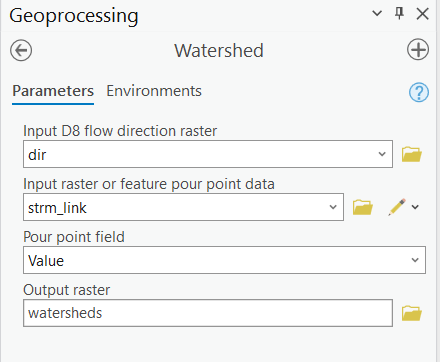 Geoprocessing
Watershed
Parameters Environments
?
Input D8 flow direction raster
dir
Input raster or feature pour point data
strm_link
Pour point field
Value
Output raster
watersheds